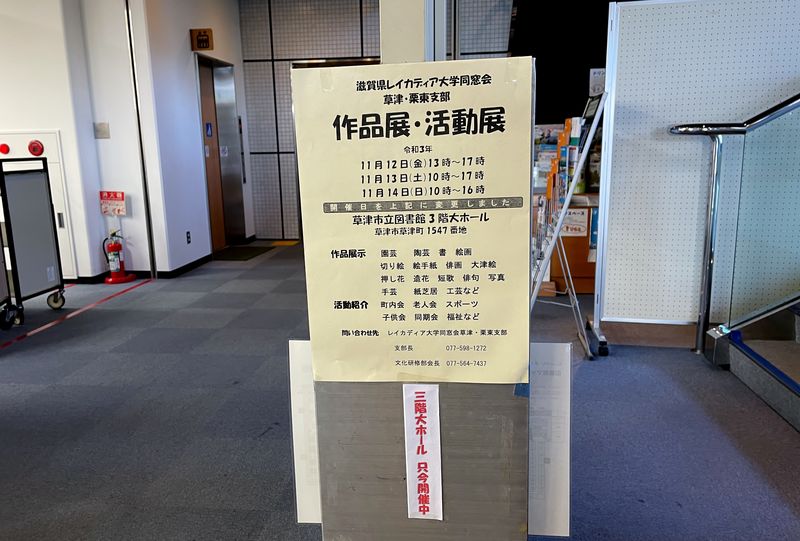 滋賀県レイカディア大学同窓会
草津・栗東支部
作品展・活動展
令和3年
11月12日(金)13時～17時
11月13日(土)10時～17時
11月14日(日)10時～16時
開催日を上記に変更しました
草津市立図書館3階大ホール
草津市草津町1547番地
作品展示 園芸 陶芸 書 絵画
切り絵 絵手紙 俳画 大津絵
押し花 造花 短歌 俳句 写真
手芸 紙芝居 工芸など
活動紹介 町内会 老人会 スポーツ
子供会 同期会 福祉など
問い合わせ先 レイカディア大学同窓会草津・栗東支部
支部長 077-598-1272
文化研修部会長 077-564-7437
三階大ホール 只今開催中
消火器